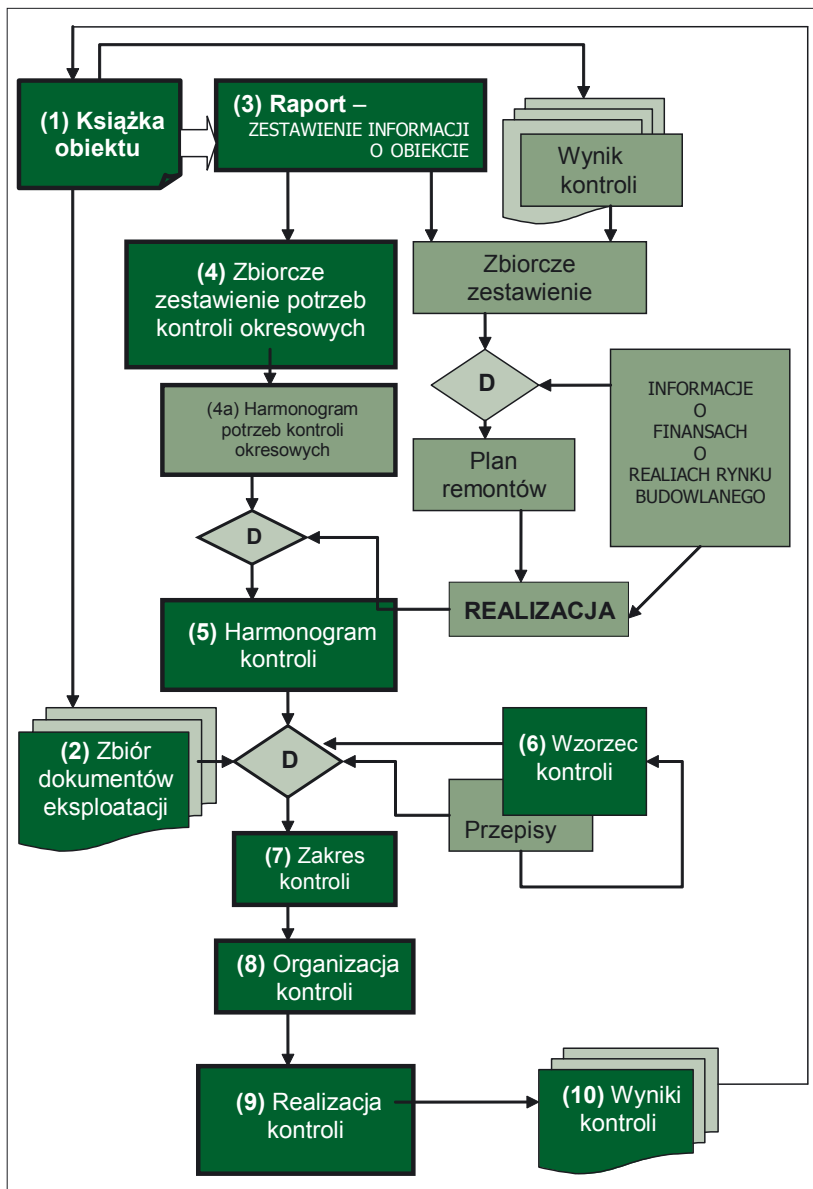 (1) Książka
obiektu
(3) Raport –
ZESTAWIENIE INFORMACJI
O OBIEKCIE
Wynik
kontroli
(4) Zbiorcze
zestawienie potrzeb
kontroli okresowych
Zbiorcze
zestawienie
D
INFORMACJE
O
FINANSACH
O
REALIACH RYNKU
BUDOWLANEGO
(4a) Harmonogram
potrzeb kontroli
okresowych
Plan
remontów
D
REALIZACJA
(5) Harmonogram
kontroli
(2) Zbiór
dokumentów
eksploatacji
D
(6) Wzorzec
kontroli
Przepisy
(7) Zakres
kontroli
(8) Organizacja
kontroli
(9) Realizacja
kontroli
(10) Wyniki
kontroli